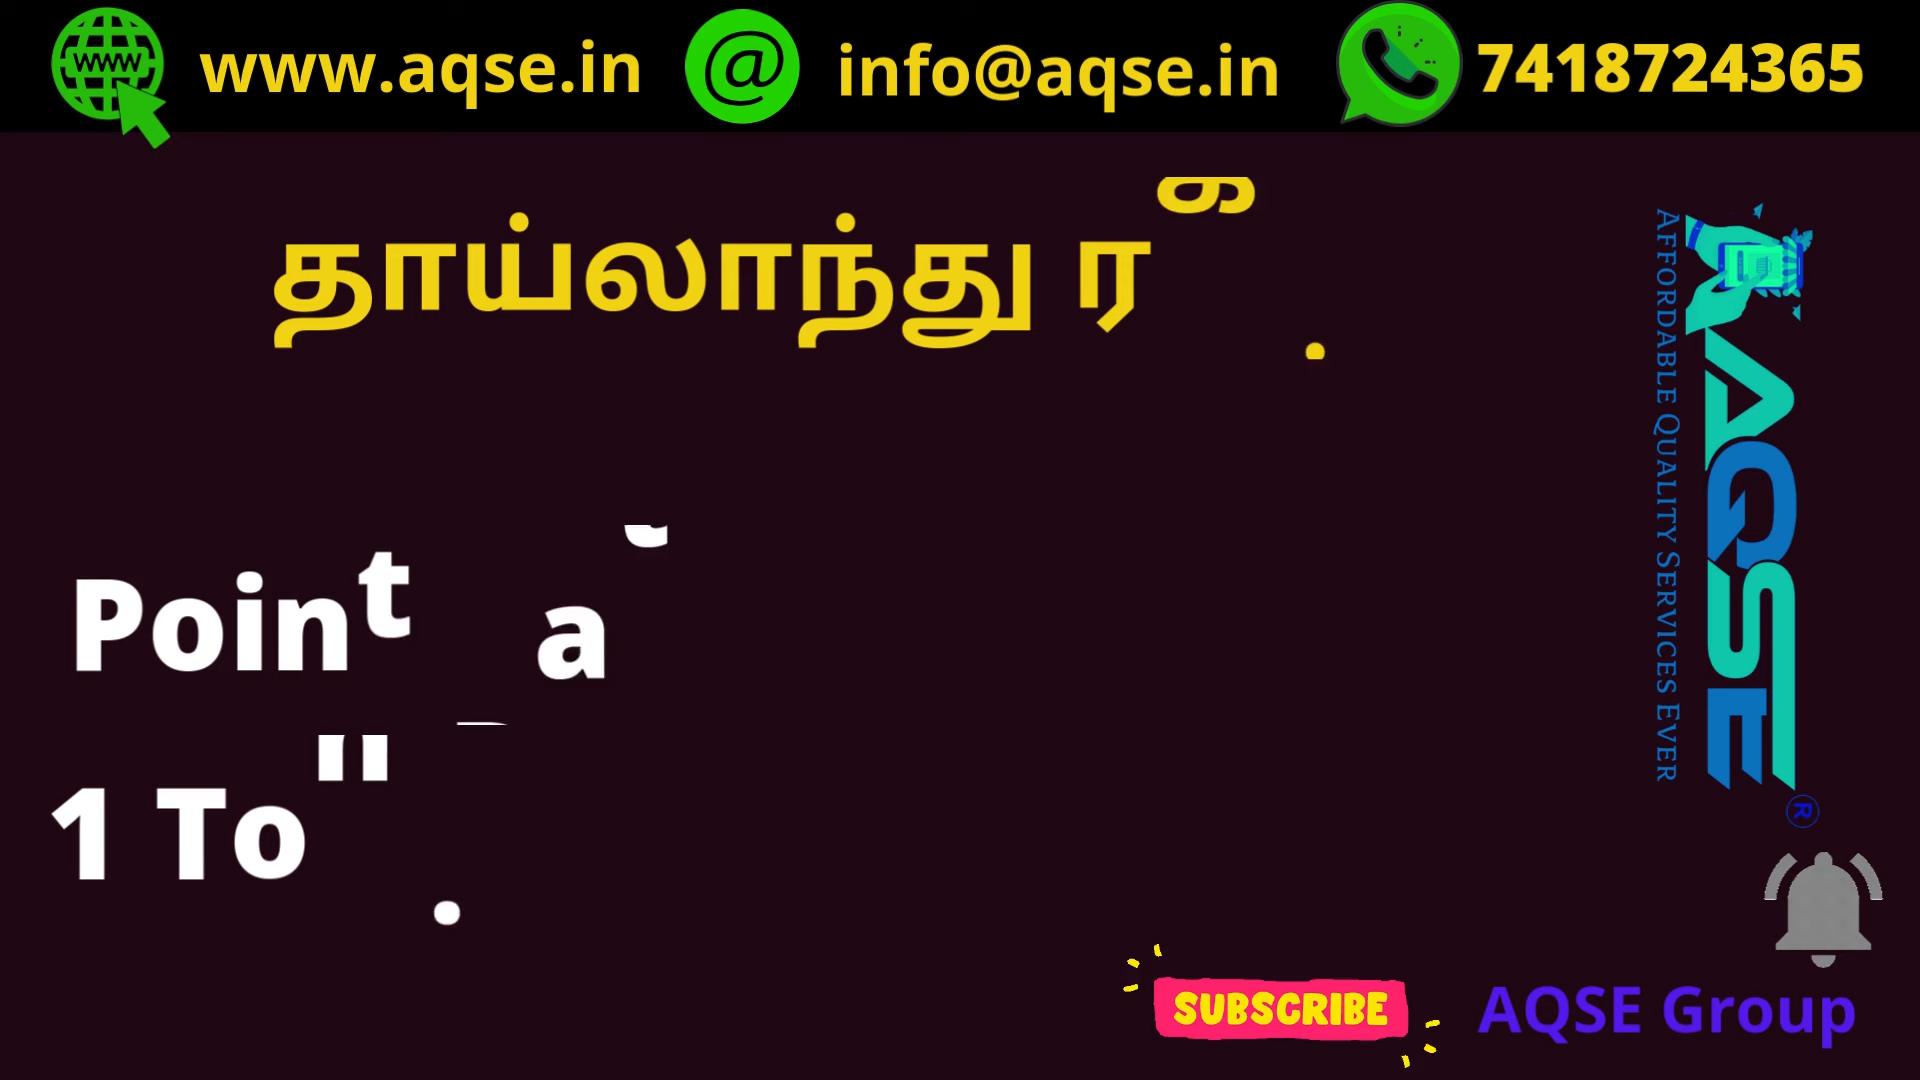 www.aqse.in info@aqse.in 7418724365
தாய்லாந்து
AFFORDABLE QUALITY SERVICES EVER
AQSE
Point a
1 To
SUBSCRIBE AQSE Group